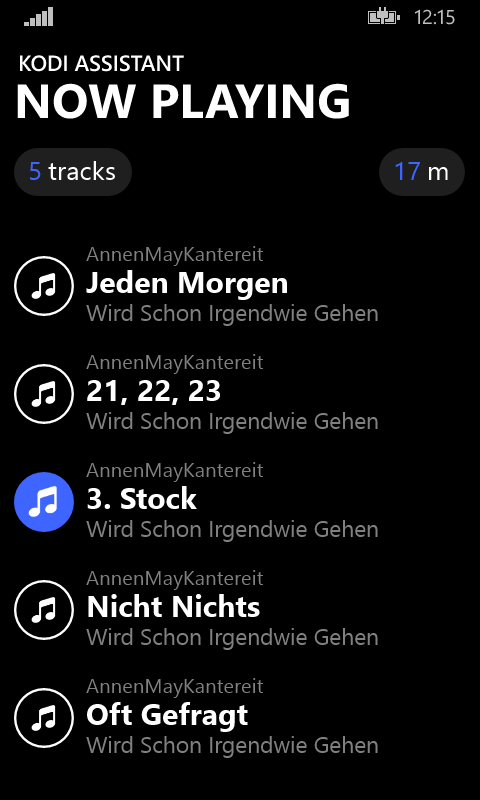 12:15
KODI ASSISTANT
NOW PLAYING
5 tracks
17 m
AnnenMayKantereit
Jeden Morgen
Wird Schon Irgendwie Gehen
AnnenMayKantereit
21, 22, 23
Wird Schon Irgendwie Gehen
AnnenMayKantereit
3. Stock
Wird Schon Irgendwie Gehen
AnnenMayKantereit
Nicht Nichts
Wird Schon Irgendwie Gehen
AnnenMayKantereit
Oft Gefragt
Wird Schon Irgendwie Gehen